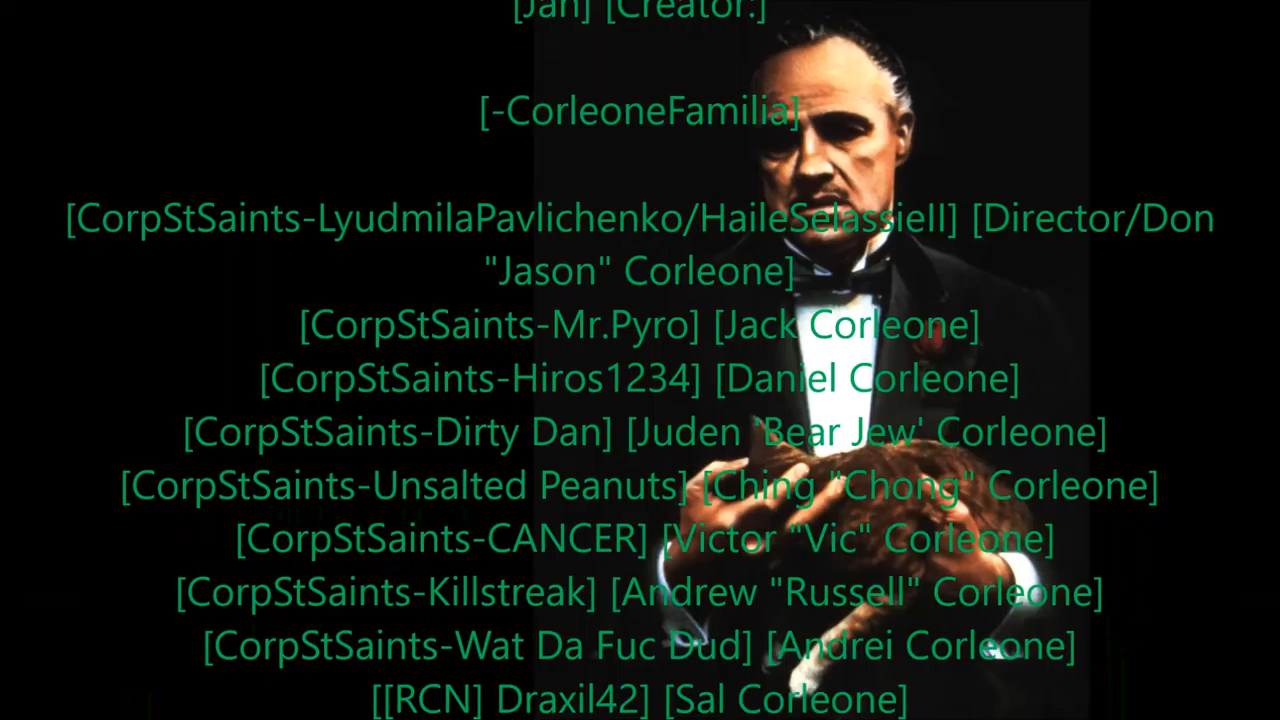 [Jan] [Creator:]
[-CorleoneFamilia]
[CorpStSaints-LyudmilaPavlichenko/HaileSelassieII] [Director/Don
"Jason" Corleone]
[CorpStSaints-Mr.Pyro] [Jack Corleone]
[CorpStSaints-Hiros1234] [Daniel Corleone]
[CorpStSaints-Dirty Dan] [Juden 'Bear Jew' Corleone]
[CorpStSaints-Unsalted Peanuts] [Ching "Chong" Corleone]
[CorpStSaints-CANCER] [Victor "Vic" Corleone]
[CorpStSaints-Killstreak] [Andrew "Russell" Corleone]
[CorpStSaints-Wat Da Fuc Dud] [Andrei Corleone]
[[RCN] Draxil42] [Sal Corleone]